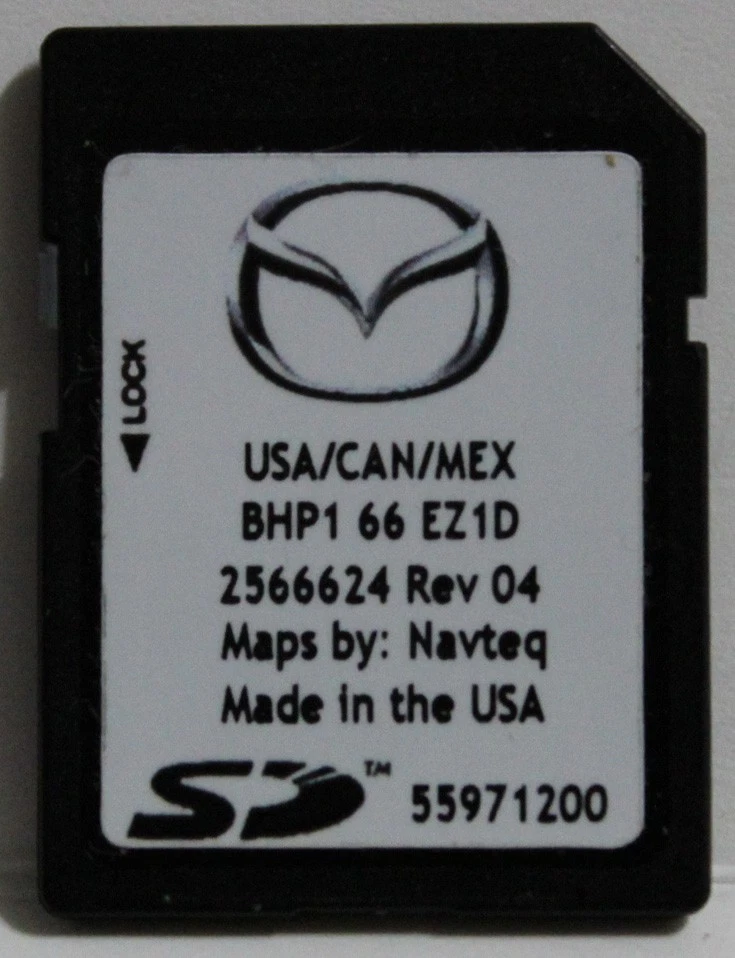 LOCK
USA/CAN/MEX
BHP1 66 EZ1D
2566624 Rev 04
Maps by: Navteq
Made in the USA
SD™ 55971200